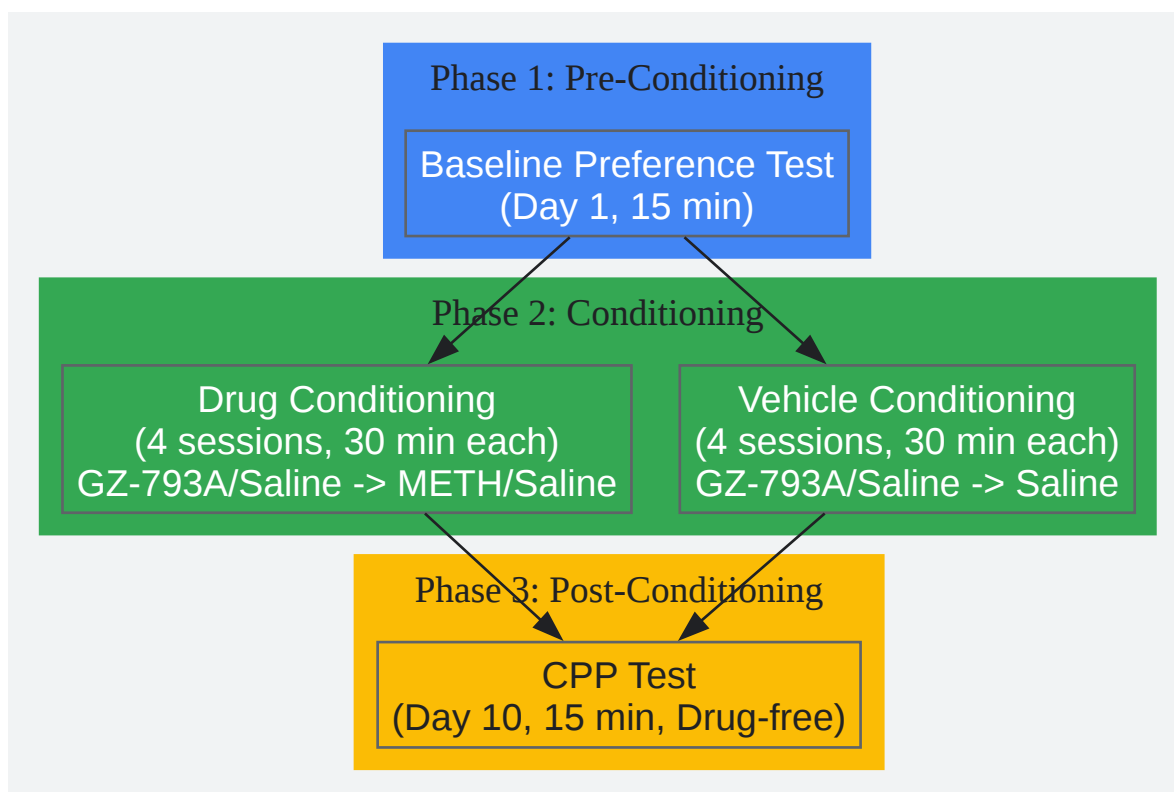 Phase 1: Pre-Conditioning
Baseline Preference Test
(Day 1, 15 min)
Phase 2: Conditioning
Drug Conditioning
(4 sessions, 30 min each)
GZ-793A/Saline -> METH/Saline
Vehicle Conditioning
(4 sessions, 30 min each)
GZ-793A/Saline -> Saline
Phase 3: Post-Conditioning
CPP Test
(Day 10, 15 min, Drug-free)